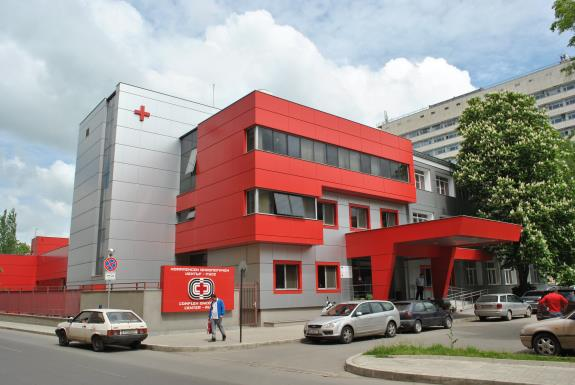 КОМПЛЕКСЕН ОНКОЛОГИЧЕН
ЦЕНТЪР - РУСЕ
COMPLEX ONCOLOGY
CENTER - RUSE